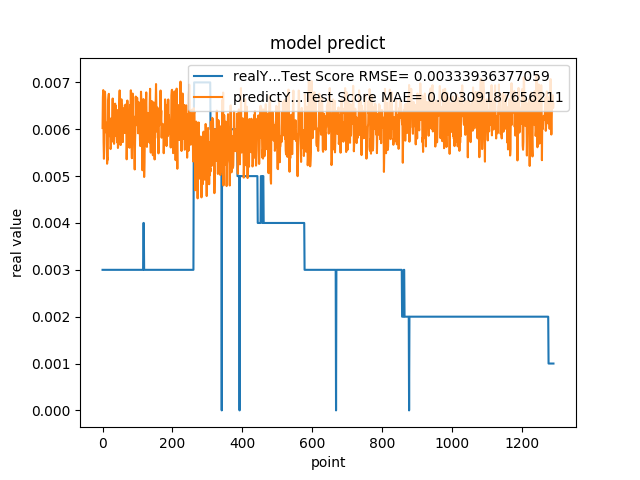 model predict
realY...Test Score RMSE= 0.00333936377059
predictY...Test Score MAE= 0.00309187656211
0.007
0.006
0.005
0.004
0.003
0.002
0.001
0.000
real value
0 200 400 600 800 1000 1200
point